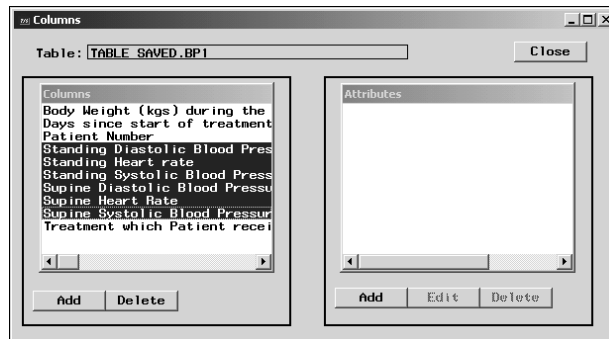 Columns
Table: TABLE SAVED.BP1
Close
Columns
Body Weight (kgs) during the
Days since start of treatment
Patient Number
Standing Diastolic Blood Pres
Standing Heart rate
Standing Systolic Blood Press
Supine Diastolic Blood Pressu
Supine Heart Rate
Supine Systolic Blood Pressur
Treatment which Patient recei
Add Delete
Attributes
Add Edit Delete